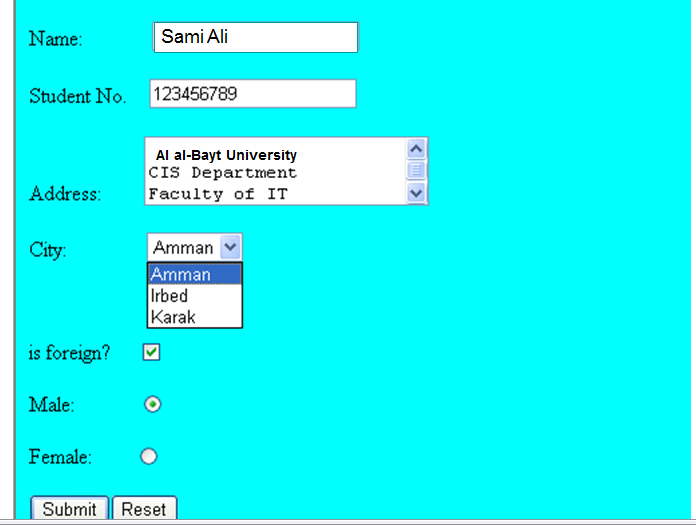 Name: Sami Ali
Student No. 123456789
Al al-Bayt University
CIS Department
Address: Faculty of IT
City: Amman
Amman
Irbed
Karak
is foreign?
Male:
Female:
Submit Reset